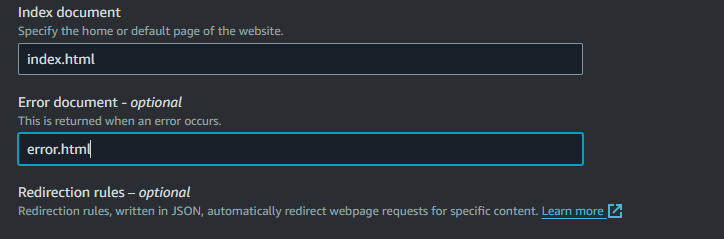 Index document
Specify the home or default page of the website.
index.html
Error document - optional
This is returned when an error occurs.
error.html
Redirection rules – optional
Redirection rules, written in JSON, automatically redirect webpage requests for specific content. Learn more